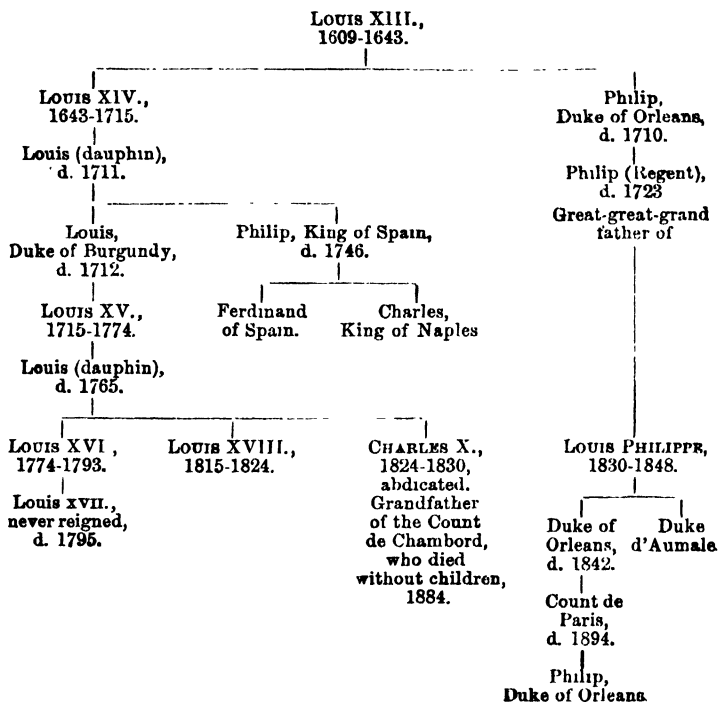 Louis XIII.,
1609-1643.
Louis XIV.,
1643-1715.
Louis (dauphin),
d. 1711.
Louis,
Duke of Burgundy,
d. 1712.
Philip, King of Spain,
d. 1746.
Ferdinand
of Spain.
Charles,
King of Naples
Louis XV.,
1715-1774.
Louis (dauphin),
d. 1765.
Louis XVI ,
1774-1793.
Louis XVII.,
never reigned,
d. 1795.
Louis XVIII.,
1815-1824.
Charles X.,
1824-1830,
abdicated.
Grandfather
of the Count
de Chambord,
who died
without children,
1884.
Philip,
Duke of Orleans,
d. 1710.
Philip (Regent),
d. 1723
Great-great-grand
father of
Louis Philippe,
1830-1848.
Duke of
Orleans,
d. 1842.
Duke
d'Aumale
Count de
Paris,
d. 1894.
Philip,
Duke of Orleans